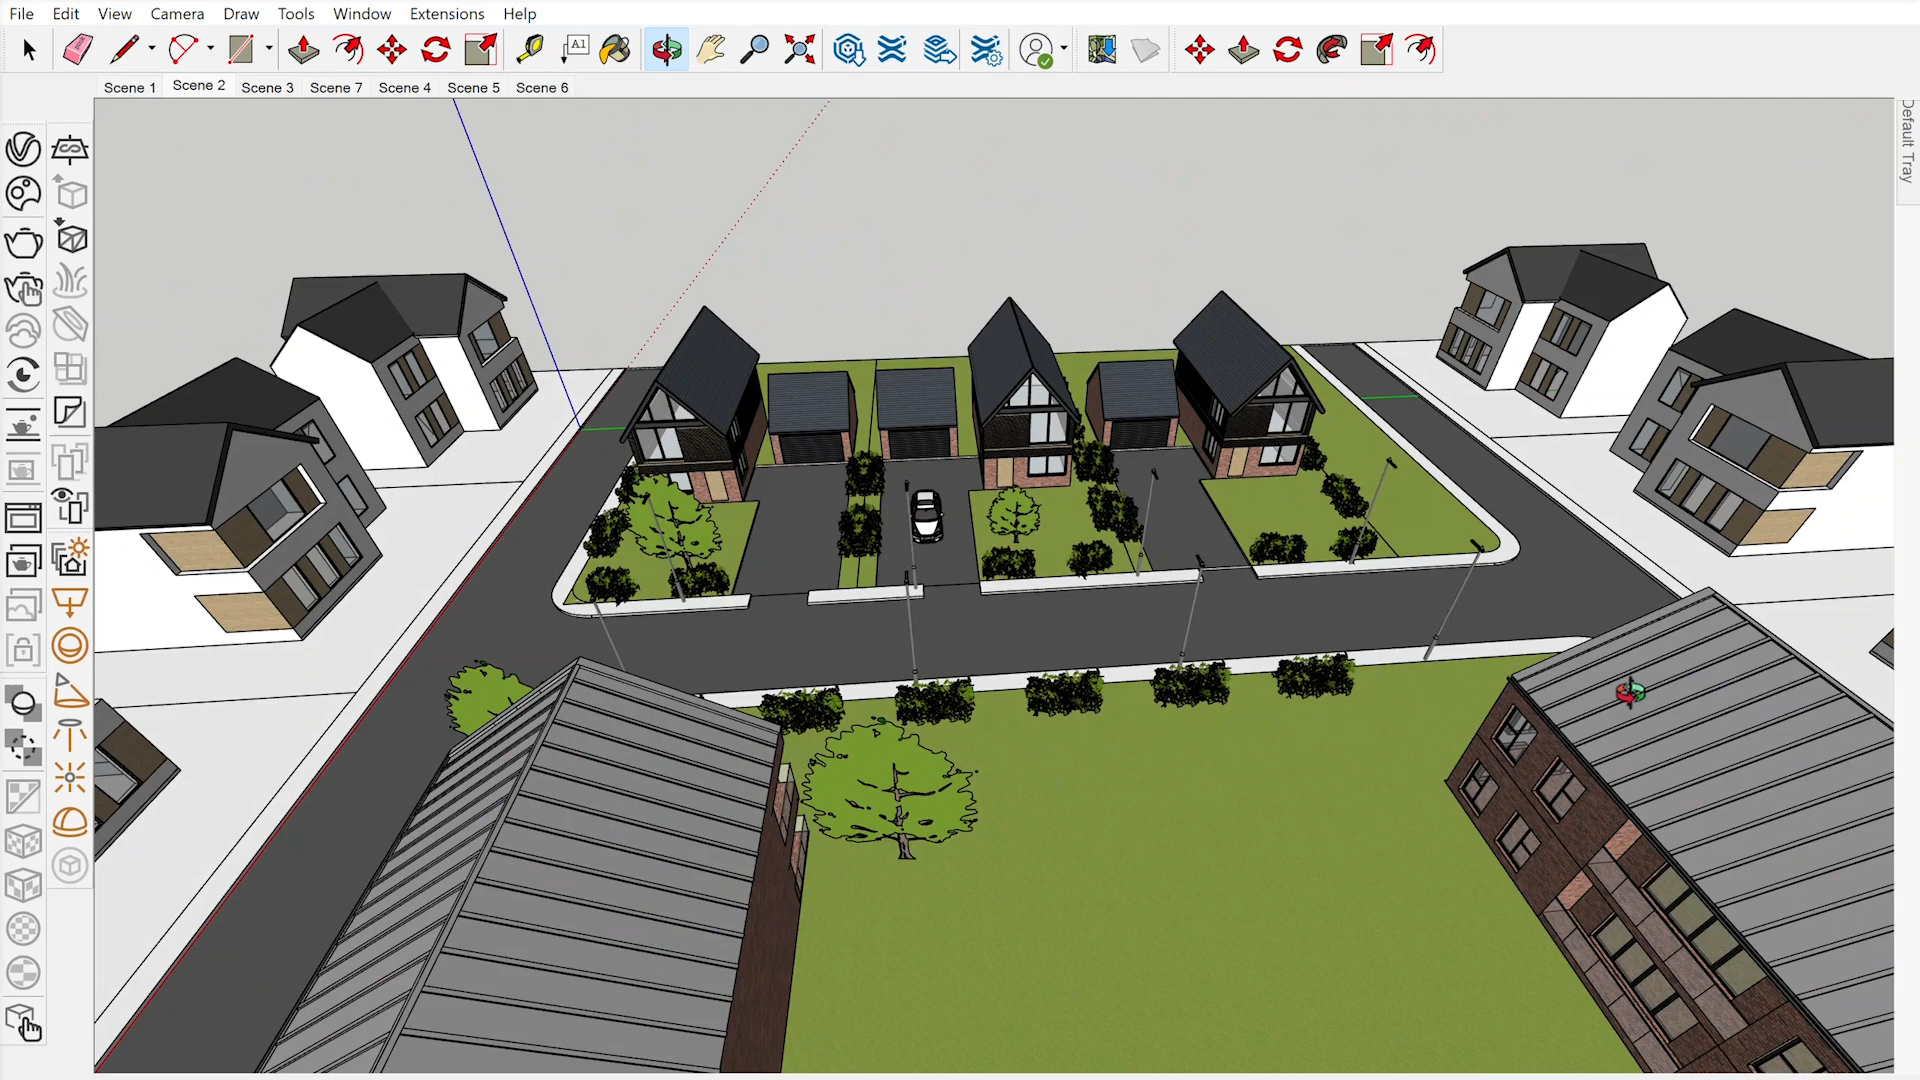 File Edit View Camera Draw Tools Window Extensions Help
A1
Scene 1 Scene 2 Scene 3 Scene 7 Scene 4 Scene 5 Scene 6
Default Tray